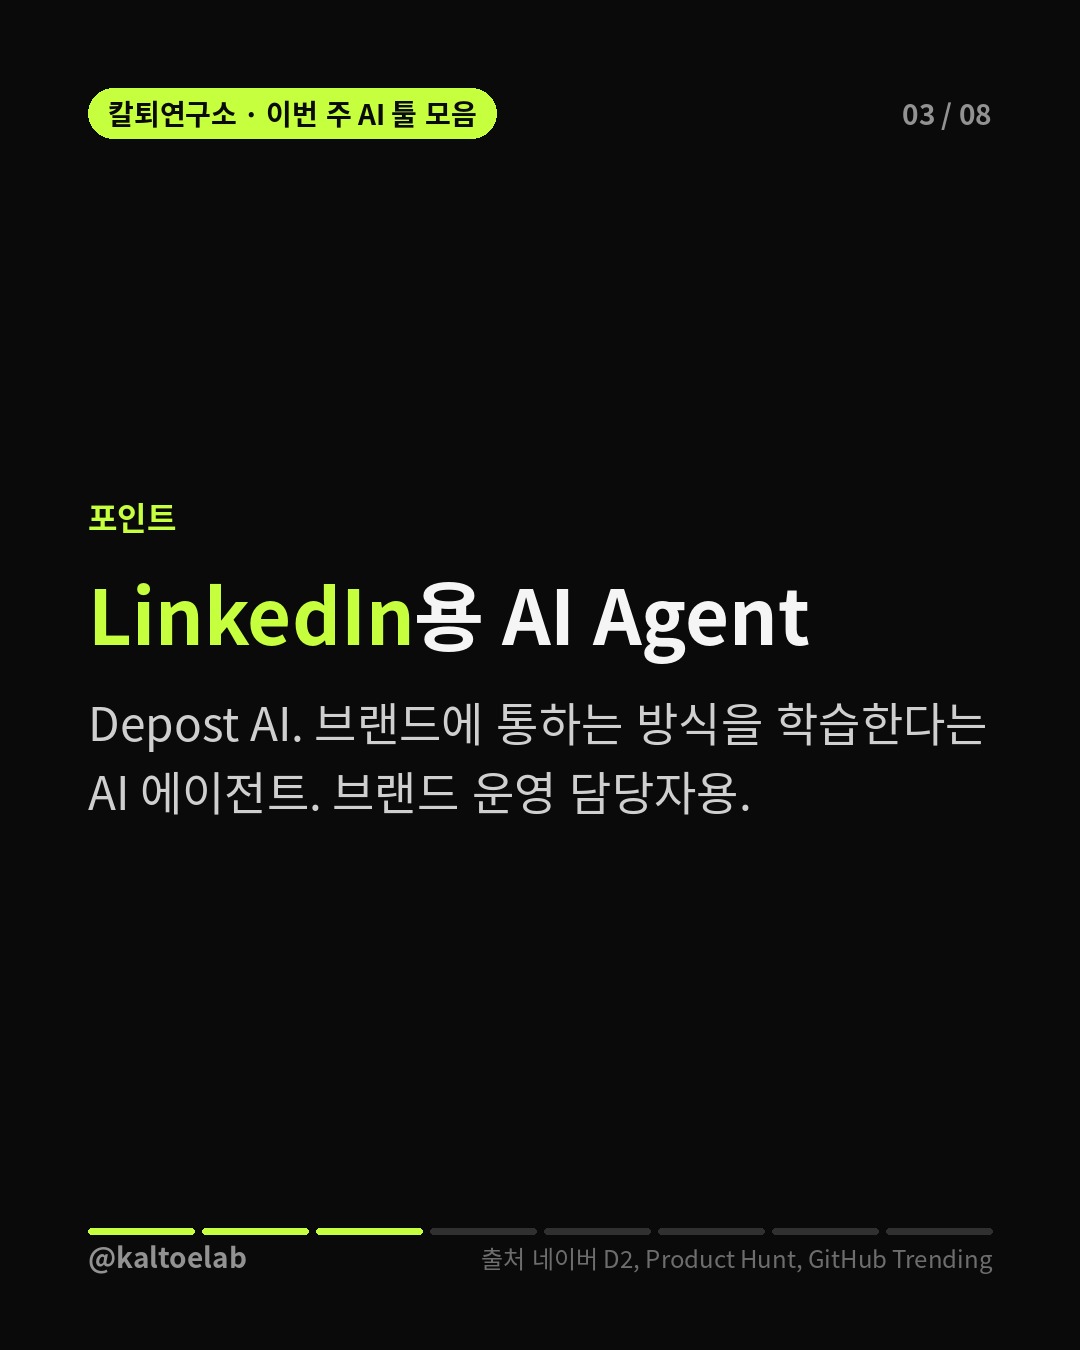 칼퇴연구소 · 이번 주 AI 툴 모음
03 / 08
포인트
LinkedIn용 AI Agent
Depost AI. 브랜드에 통하는 방식을 학습한다는
AI 에이전트. 브랜드 운영 담당자용.
@kaltoelab
출처 네이버 D2, Product Hunt, GitHub Trending